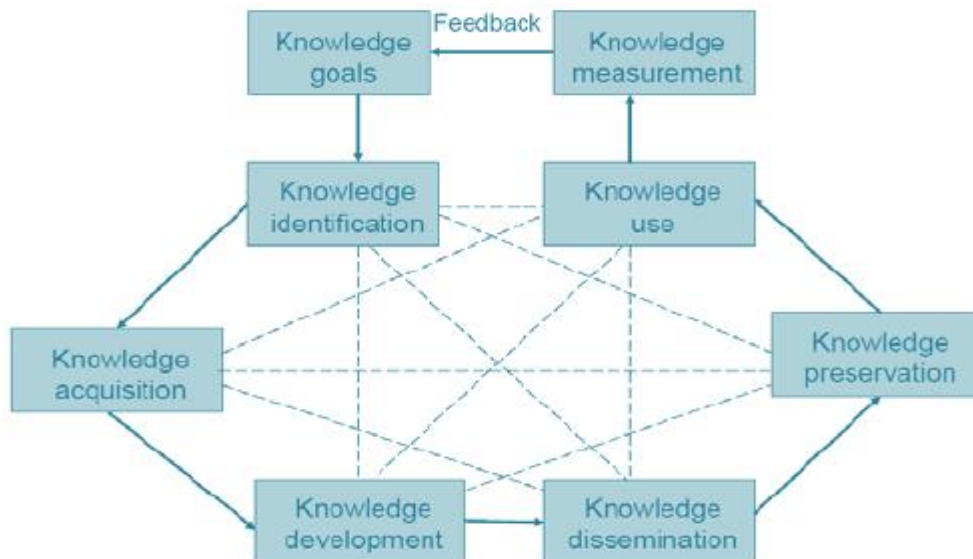 Knowledge
goals
Feedback
Knowledge
measurement
Knowledge
identification
Knowledge
use
Knowledge
acquisition
Knowledge
preservation
Knowledge
development
Knowledge
dissemination